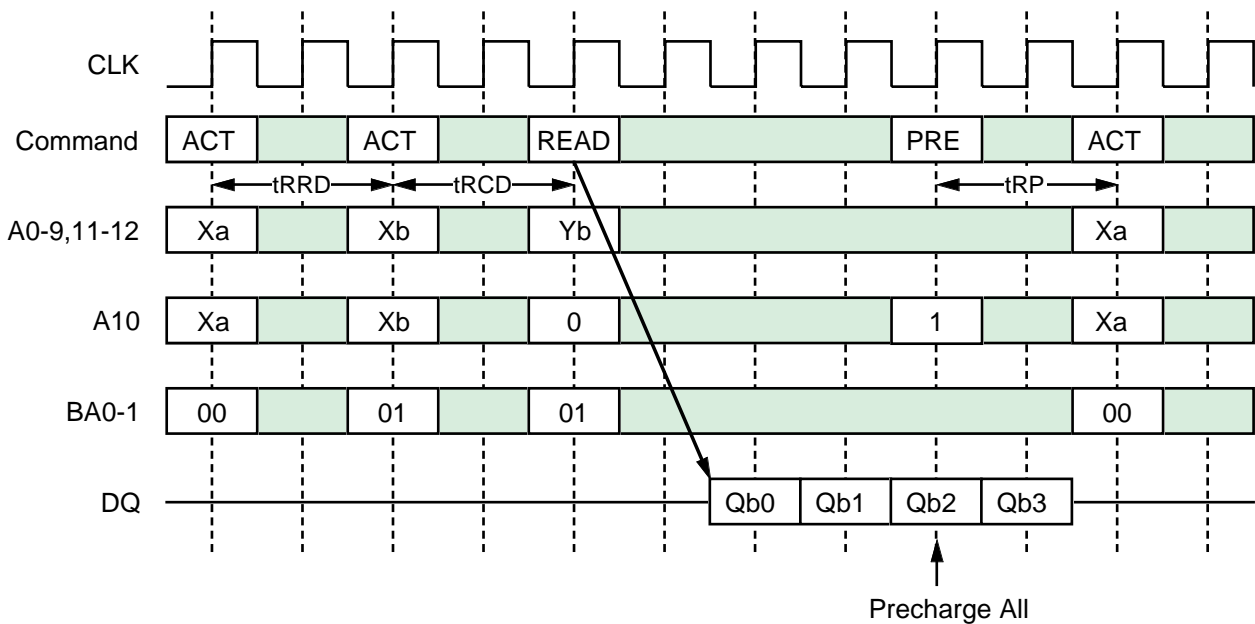 CLK
Command ACT ACT READ PRE ACT
tRRD tRCD tRP
A0-9,11-12 Xa Xb Yb Xa
A10 Xa Xb 0 1 Xa
BA0-1 00 01 01 00
DQ Qb0 Qb1 Qb2 Qb3
Precharge All